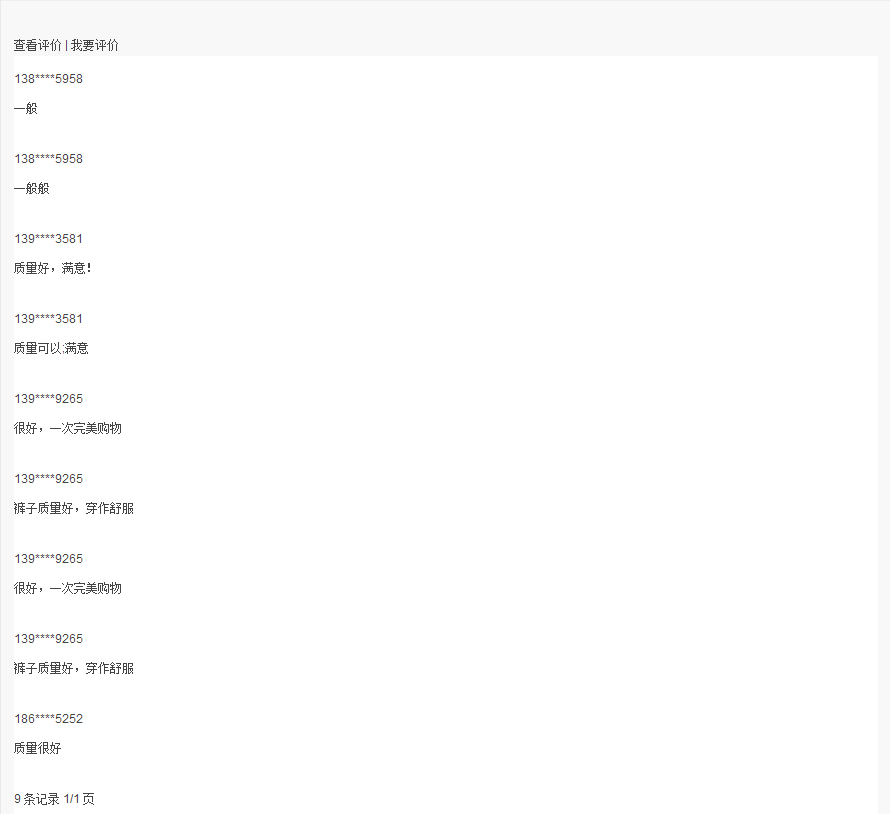 查看评价 | 我要评价
138****5958
一般
138****5958
一般般
139****3581
质量好，满意！
139****3581
质量可以,满意
139****9265
很好，一次完美购物
139****9265
裤子质量好，穿作舒服
139****9265
很好，一次完美购物
139****9265
裤子质量好，穿作舒服
186****5252
质量很好
9 条记录 1/1 页